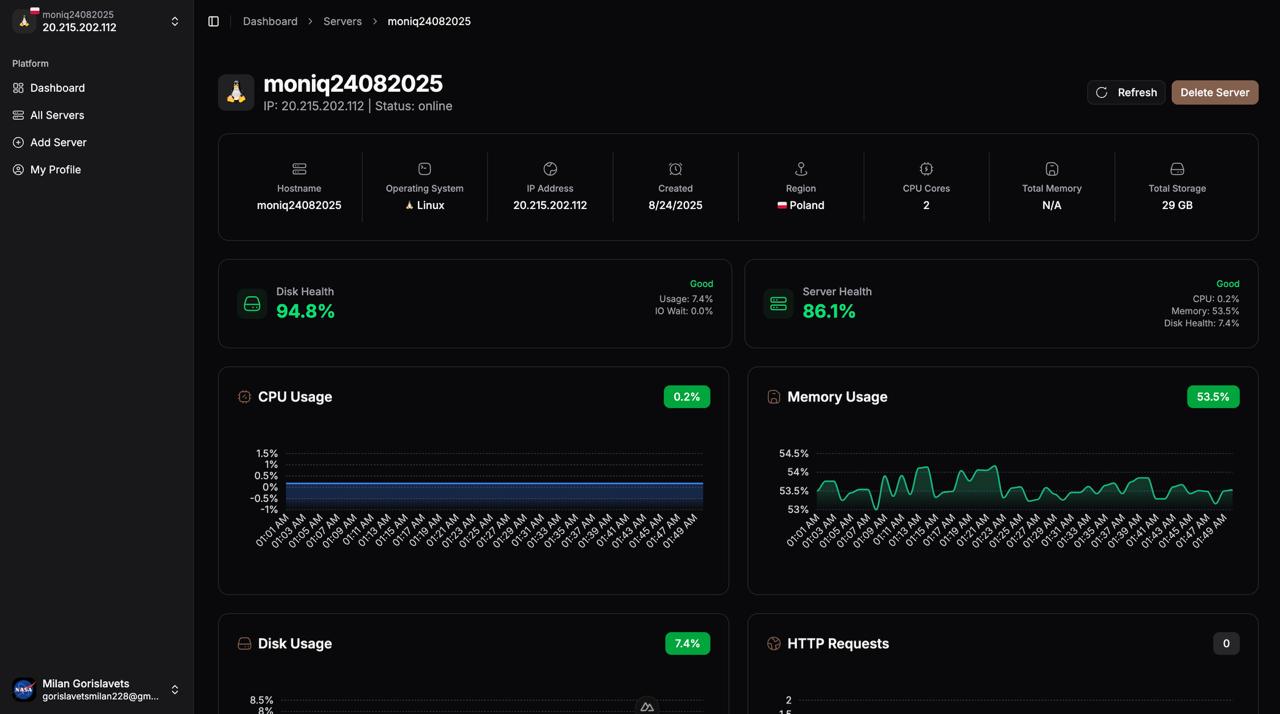 moniq24082025
20.215.202.112
Platform
Dashboard
All Servers
Add Server
My Profile
Milan Gorislavets
gorislavetsmilan228@gm...
Dashboard > Servers > moniq24082025
moniq24082025
IP: 20.215.202.112 | Status: online
Refresh
Delete Server
Hostname
moniq24082025
Operating System
Linux
IP Address
20.215.202.112
Created
8/24/2025
Region
Poland
CPU Cores
2
Total Memory
N/A
Total Storage
29 GB
Disk Health
94.8%
Good
Usage: 7.4%
IO Wait: 0.0%
Server Health
86.1%
Good
CPU: 0.2%
Memory: 53.5%
Disk Health: 7.4%
CPU Usage
0.2%
1.5%
1%
0.5%
0%
-0.5%
-1%
01:01 AM
01:03 AM
01:05 AM
01:07 AM
01:09 AM
01:11 AM
01:13 AM
01:15 AM
01:17 AM
01:19 AM
01:21 AM
01:23 AM
01:25 AM
01:27 AM
01:29 AM
01:31 AM
01:33 AM
01:35 AM
01:37 AM
01:39 AM
01:41 AM
01:43 AM
01:45 AM
01:47 AM
01:49 AM
Memory Usage
53.5%
54.5%
54%
53.5%
53%
01:01 AM
01:03 AM
01:05 AM
01:07 AM
01:09 AM
01:11 AM
01:13 AM
01:15 AM
01:17 AM
01:19 AM
01:21 AM
01:23 AM
01:25 AM
01:27 AM
01:29 AM
01:31 AM
01:33 AM
01:35 AM
01:37 AM
01:39 AM
01:41 AM
01:43 AM
01:45 AM
01:47 AM
01:49 AM
Disk Usage
7.4%
8.5%
8%
HTTP Requests
0
2
1.5
NASA